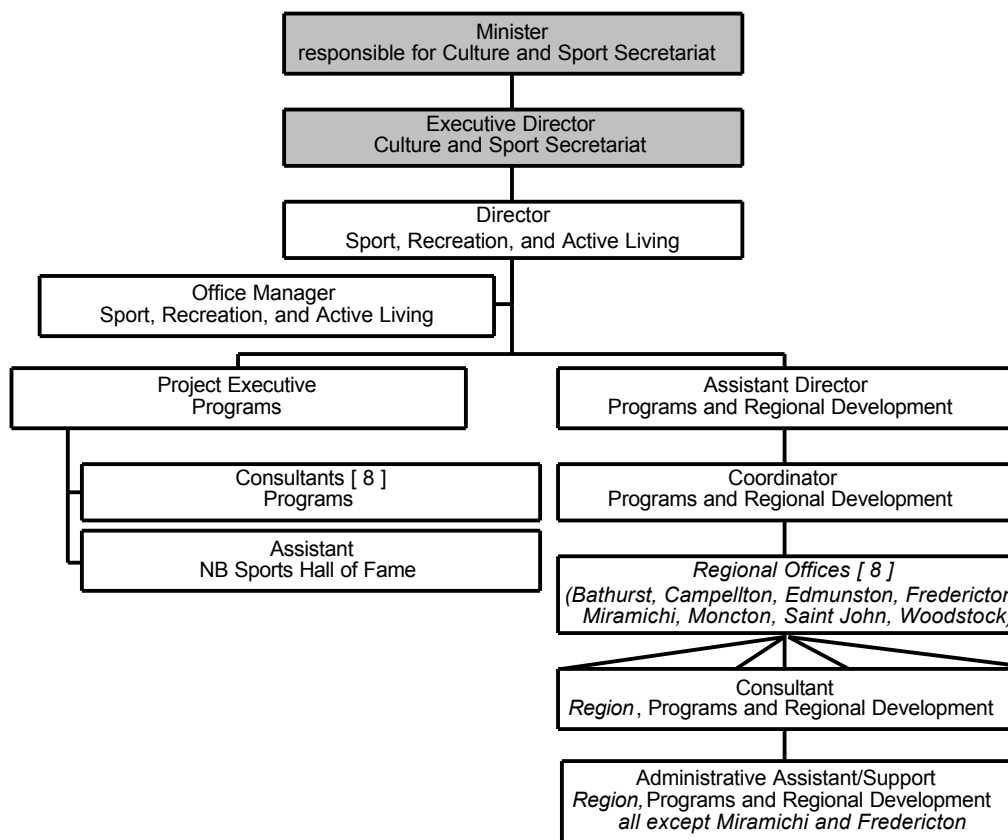 Minister
responsible for Culture and Sport Secretariat
Executive Director
Culture and Sport Secretariat
Director
Sport, Recreation, and Active Living
Office Manager
Sport, Recreation, and Active Living
Project Executive
Programs
Consultants [ 8 ]
Programs
Assistant
NB Sports Hall of Fame
Assistant Director
Programs and Regional Development
Coordinator
Programs and Regional Development
Regional Offices [ 8 ]
(Bathurst, Campellton, Edmunston, Fredericton
Miramichi, Moncton, Saint John, Woodstock)
Consultant
Region, Programs and Regional Development
Administrative Assistant/Support
Region, Programs and Regional Development
all except Miramichi and Fredericton